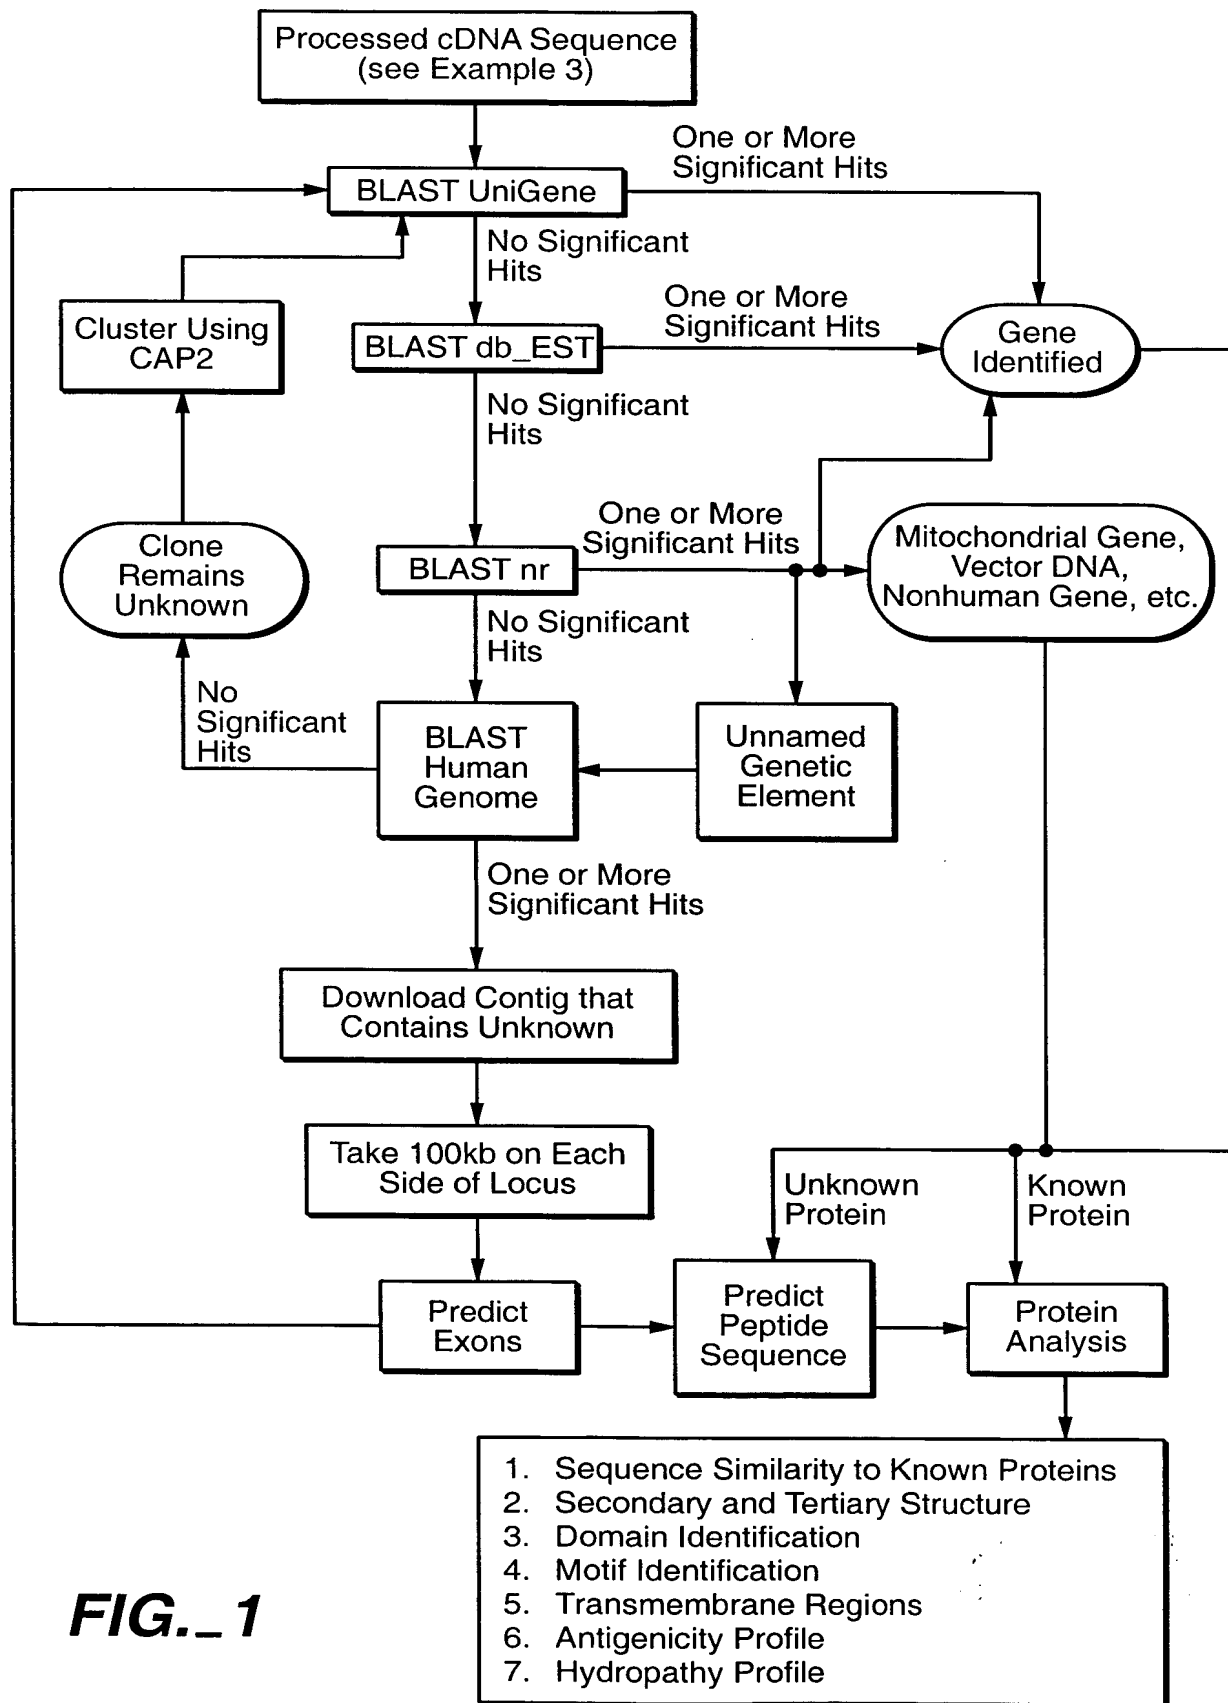 Processed cDNA Sequence
(see Example 3)
One or More
Significant Hits
BLAST UniGene
No Significant
Hits
One or More
Significant Hits
Cluster Using
CAP2
BLAST db_EST
Gene
Identified
No Significant
Hits
One or More
Significant Hits
Clone
Remains
Unknown
BLAST nr
Mitochondrial Gene,
Vector DNA,
Nonhuman Gene, etc.
No Significant
Hits
No
Significant
Hits
BLAST
Human
Genome
Unnamed
Genetic
Element
One or More
Significant Hits
Download Contig that
Contains Unknown
Take 100kb on Each
Side of Locus
Unknown
Protein
Known
Protein
Predict
Exons
Predict
Peptide
Sequence
Protein
Analysis
1. Sequence Similarity to Known Proteins
2. Secondary and Tertiary Structure
3. Domain Identification
4. Motif Identification
5. Transmembrane Regions
6. Antigenicity Profile
7. Hydropathy Profile
FIG._1